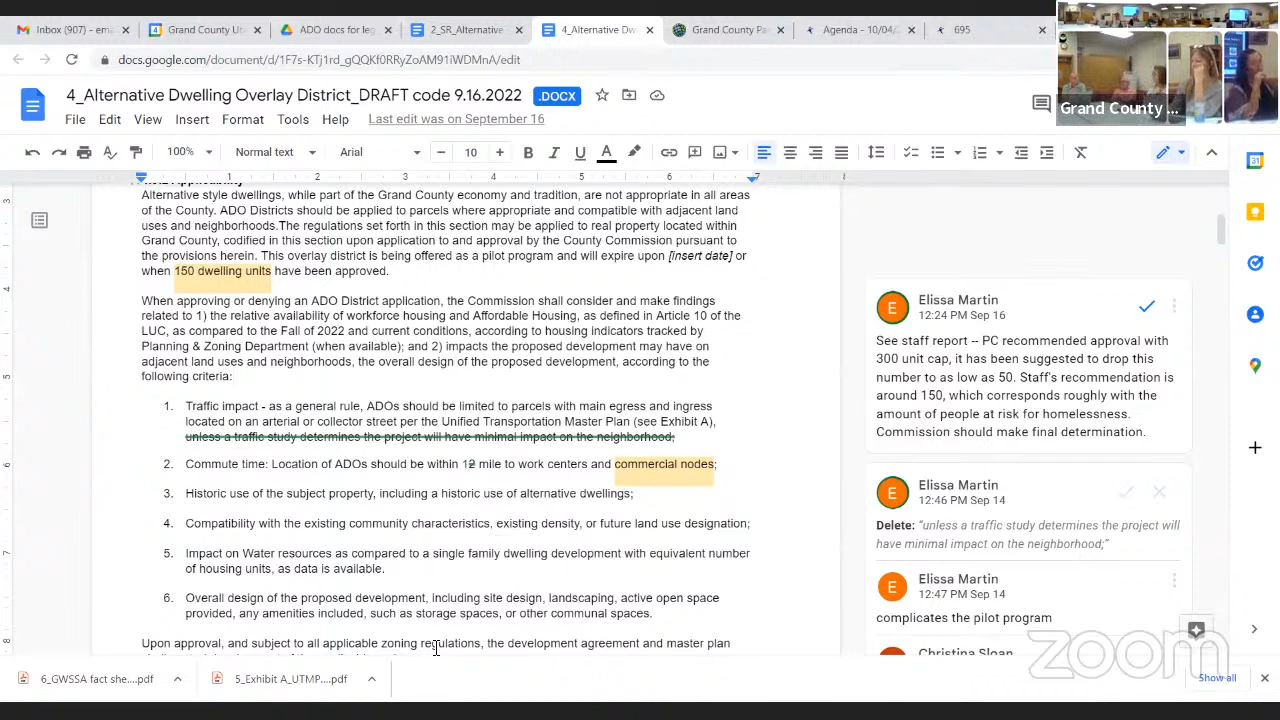 Inbox (907) - ema
Grand County Ut
ADO docs for leg
2_SR_Alternative
4_Alternative Dw
Grand County Pa
Agenda - 10/04/
695
docs.google.com/document/d/1F7s-KTj1rd_gQQKf0RRyZoAM91iWDMnA/edit
4_Alternative Dwelling Overlay District_DRAFT code 9.16.2022
.DOCX
File Edit View Insert Format Tools Help Last edit was on September 16
100% Normal text Arial 10
Grand County ...
1 2 3 4 5 6 7
Alternative style dwellings, while part of the Grand County economy and tradition, are not appropriate in all areas
of the County. ADO Districts should be applied to parcels where appropriate and compatible with adjacent land
uses and neighborhoods.The regulations set forth in this section may be applied to real property located within
Grand County, codified in this section upon application to and approval by the County Commission pursuant to
the provisions herein. This overlay district is being offered as a pilot program and will expire upon [insert date] or
when 150 dwelling units have been approved.
When approving or denying an ADO District application, the Commission shall consider and make findings
related to 1) the relative availability of workforce housing and Affordable Housing, as defined in Article 10 of the
LUC, as compared to the Fall of 2022 and current conditions, according to housing indicators tracked by
Planning & Zoning Department (when available); and 2) impacts the proposed development may have on
adjacent land uses and neighborhoods, the overall design of the proposed development, according to the
following criteria:
1. Traffic impact - as a general rule, ADOs should be limited to parcels with main egress and ingress
located on an arterial or collector street per the Unified Transportation Master Plan (see Exhibit A),
unless a traffic study determines the project will have minimal impact on the neighborhood;
2. Commute time: Location of ADOs should be within 12 mile to work centers and commercial nodes;
3. Historic use of the subject property, including a historic use of alternative dwellings;
4. Compatibility with the existing community characteristics, existing density, or future land use designation;
5. Impact on Water resources as compared to a single family dwelling development with equivalent number
of housing units, as data is available.
6. Overall design of the proposed development, including site design, landscaping, active open space
provided, any amenities included, such as storage spaces, or other communal spaces.
Upon approval, and subject to all applicable zoning regulations, the development agreement and master plan
Elissa Martin
12:24 PM Sep 16
See staff report -- PC recommended approval with
300 unit cap, it has been suggested to drop this
number to as low as 50. Staff's recommendation is
around 150, which corresponds roughly with the
amount of people at risk for homelessness.
Commission should make final determination.
Elissa Martin
12:46 PM Sep 14
Delete: "unless a traffic study determines the project will
have minimal impact on the neighborhood;"
Elissa Martin
12:47 PM Sep 14
complicates the pilot program
Christina Sloan
zoom
6_GWSSA fact she....pdf
5_Exhibit A_UTMP....pdf
Show all